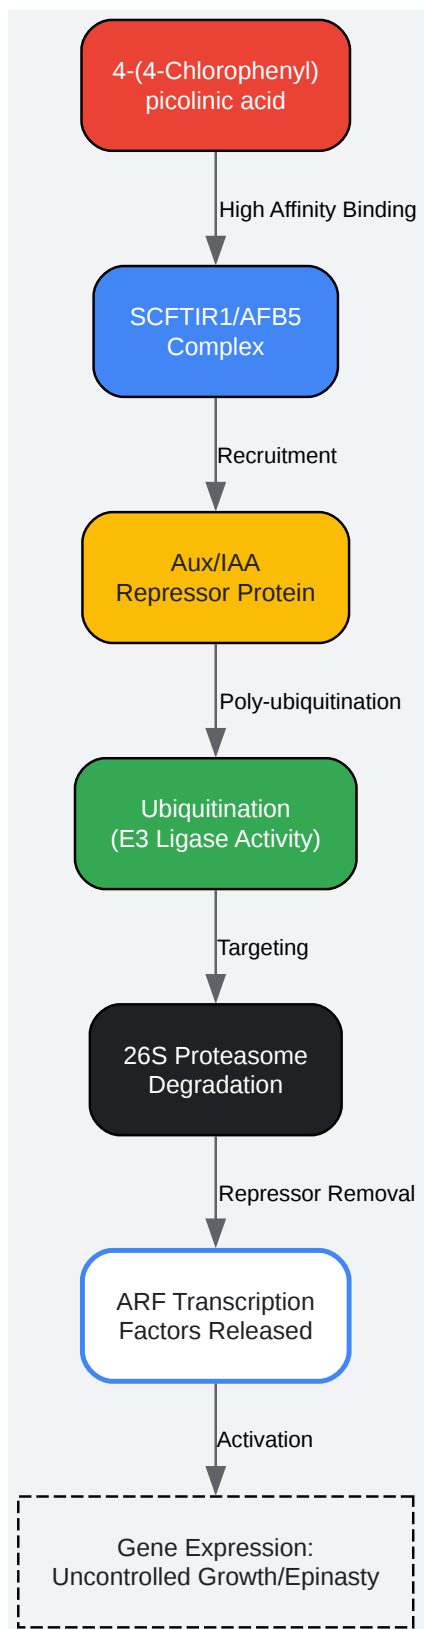 4-(4-Chlorophenyl)
picolinic acid
High Affinity Binding
SCFTIR1/AFB5
Complex
Recruitment
Aux/IAA
Repressor Protein
Poly-ubiquitination
Ubiquitination
(E3 Ligase Activity)
Targeting
26S Proteasome
Degradation
Repressor Removal
ARF Transcription
Factors Released
Activation
Gene Expression:
Uncontrolled Growth/Epinasty